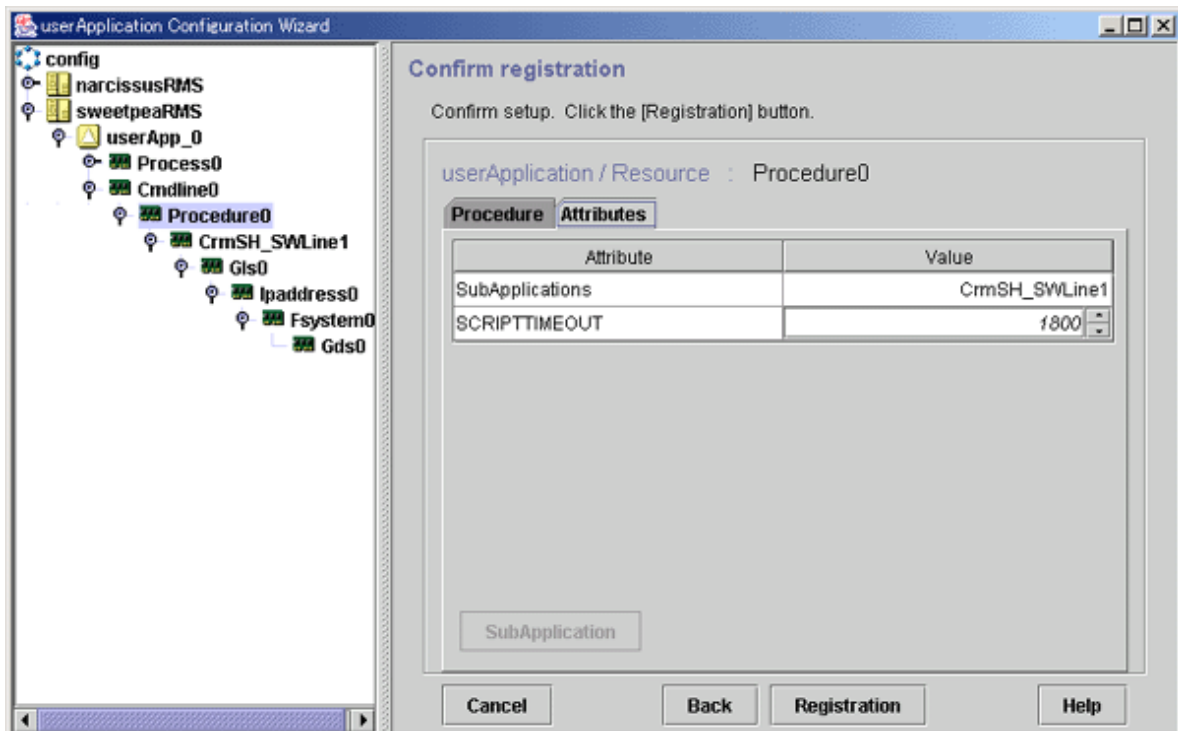 userApplication Configuration Wizard
config
narcissusRMS
sweetpeaRMS
userApp_0
Process0
Cmdline0
Procedure0
CrmSH_SWLine1
Gls0
Ipaddress0
Fsystem0
Gds0
Confirm registration
Confirm setup. Click the [Registration] button.
userApplication / Resource : Procedure0
Procedure Attributes
Attribute Value
SubApplications CrmSH_SWLine1
SCRIPTTIMEOUT 1800
SubApplication
Cancel Back Registration Help